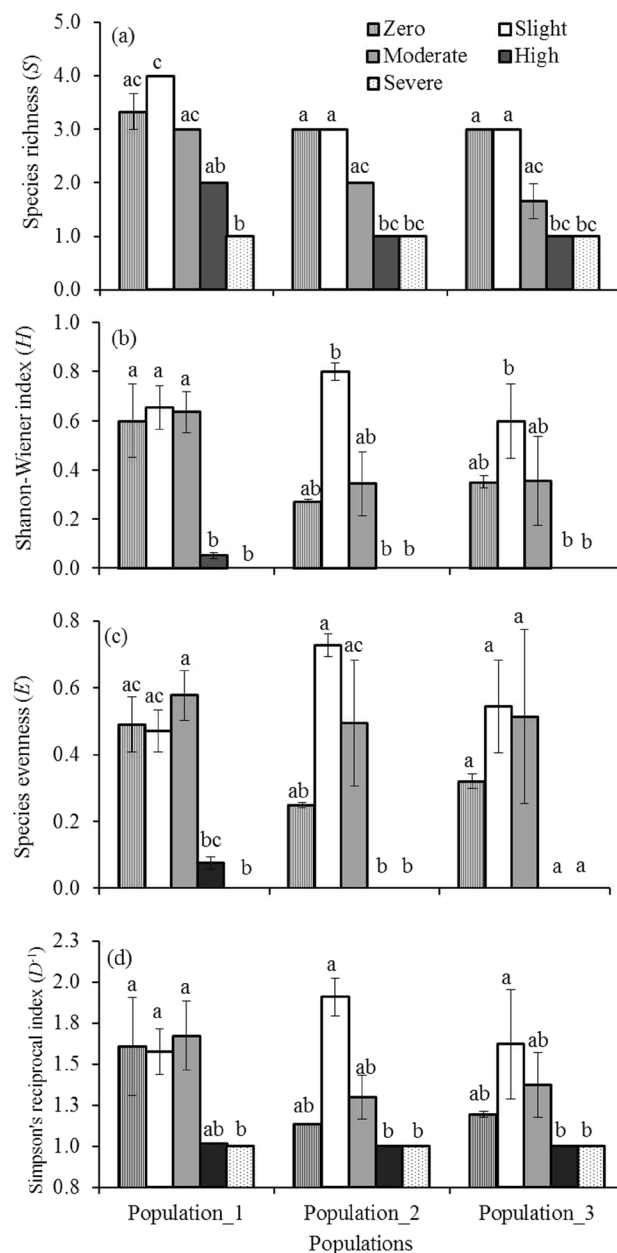 (a)
Zero
Slight
Moderate
High
Severe
Species richness (S)
5.0
4.0
3.0
2.0
1.0
0.0
ac
c
ac
ab
b
a
a
ac
bc
bc
a
a
ac
bc
bc
(b)
Shanon-Wiener index (H)
1.0
0.8
0.6
0.4
0.2
0.0
a
a
a
b
b
ab
b
ab
b
b
ab
b
ab
b
b
(c)
Species evenness (E)
0.8
0.6
0.4
0.2
0.0
ac
ac
a
bc
b
ab
a
ac
b
b
a
a
a
a
a
(d)
Simpson's reciprocal index (D⁻¹)
2.3
2.0
1.8
1.5
1.3
1.0
0.8
a
a
a
ab
b
ab
a
ab
b
b
ab
a
ab
b
b
Population_1
Population_2
Population_3
Populations